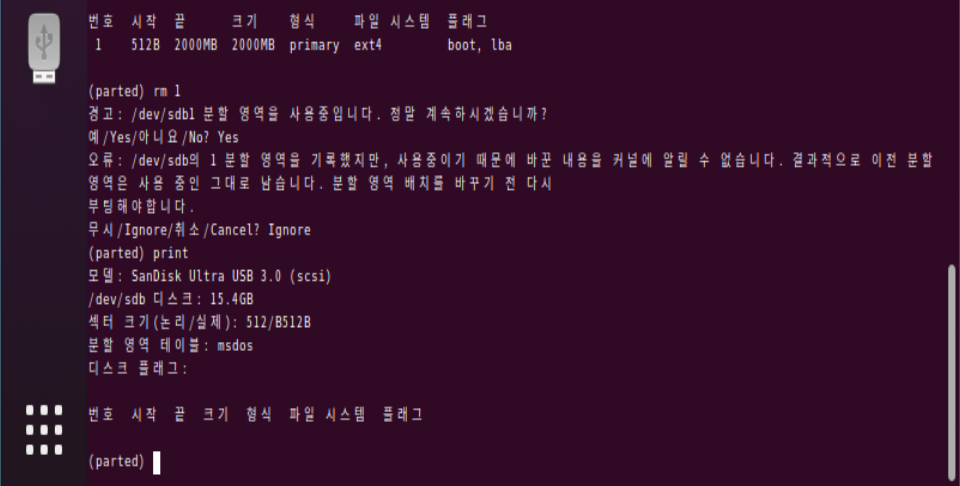 번호 시작 끝 크기 형식 파일 시스템 플래그
1 512B 2000MB 2000MB primary ext4 boot, lba
(parted) rm 1
경고: /dev/sdb1 분할 영역을 사용중입니다. 정말 계속하시겠습니까?
예/Yes/아니요/No? Yes
오류: /dev/sdb의 1 분할 영역을 기록했지만, 사용중이기 때문에 바꾼 내용을 커널에 알릴 수 없습니다. 결과적으로 이전 분할
영역은 사용 중인 그대로 남습니다. 분할 영역 배치를 바꾸기 전 다시
부팅해야합니다.
무시/Ignore/취소/Cancel? Ignore
(parted) print
모델: SanDisk Ultra USB 3.0 (scsi)
/dev/sdb 디스크: 15.4GB
섹터 크기(논리/실제): 512/B512B
분할 영역 테이블: msdos
디스크 플래그:
번호 시작 끝 크기 형식 파일 시스템 플래그
(parted)